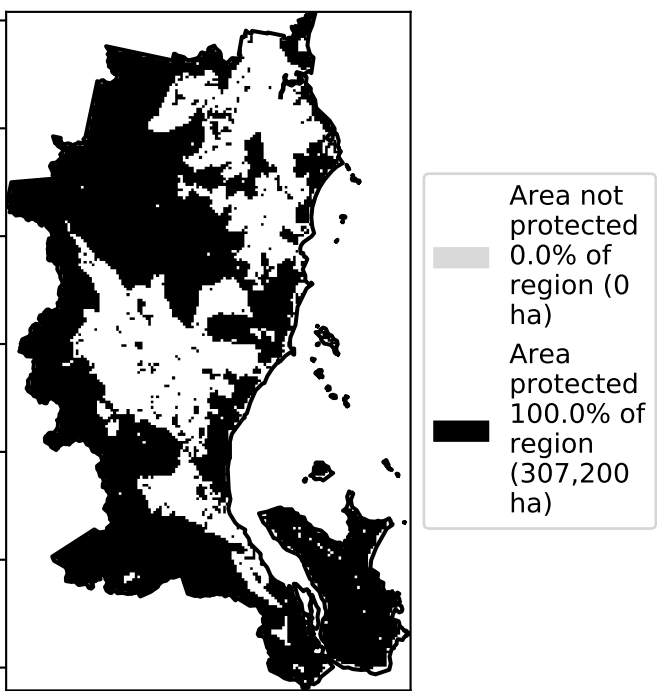 Area not
protected
0.0% of
region (0
ha)
Area
protected
100.0% of
region
(307,200
ha)